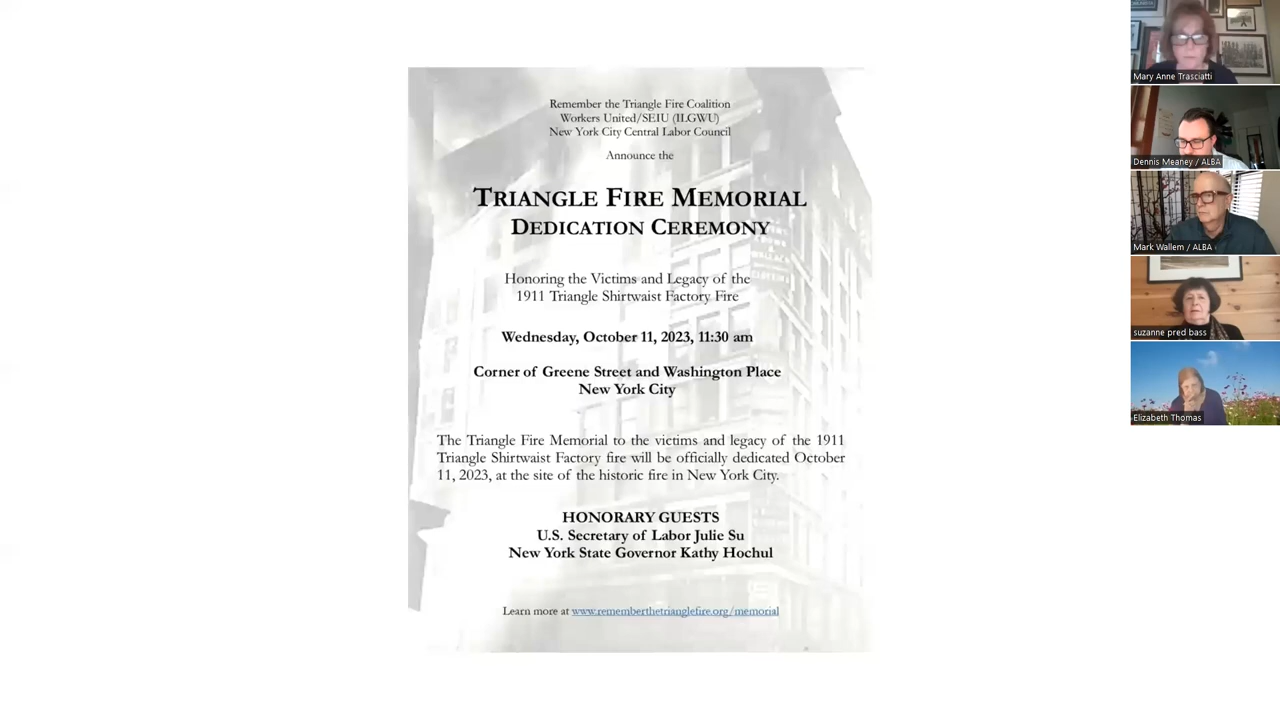 Remember the Triangle Fire Coalition
Workers United/SEIU (ILGWU)
New York City Central Labor Council
Announce the
TRIANGLE FIRE MEMORIAL
DEDICATION CEREMONY
Honoring the Victims and Legacy of the
1911 Triangle Shirtwaist Factory Fire
Wednesday, October 11, 2023, 11:30 am
Corner of Greene Street and Washington Place
New York City
The Triangle Fire Memorial to the victims and legacy of the 1911
Triangle Shirtwaist Factory fire will be officially dedicated October
11, 2023, at the site of the historic fire in New York City.
HONORARY GUESTS
U.S. Secretary of Labor Julie Su
New York State Governor Kathy Hochul
Learn more at www.rememberthetrianglefire.org/memorial
Mary Anne Trasciatti
Dennis Meaney / ALBA
Mark Wallem / ALBA
suzanne pred bass
Elizabeth Thomas